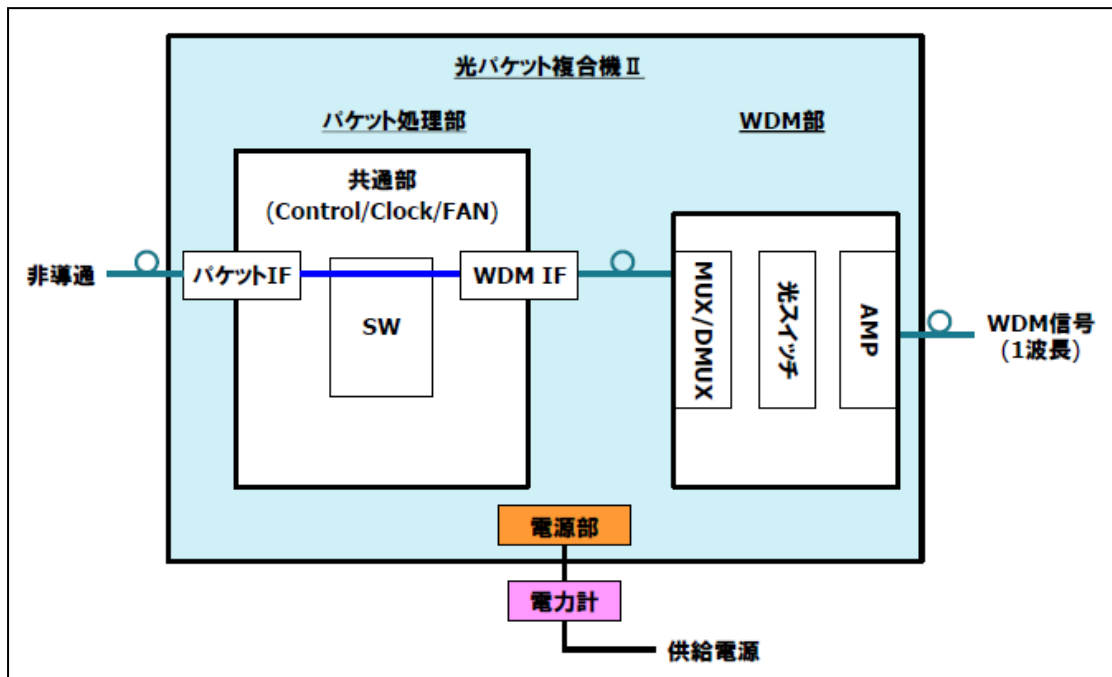 光パケット複合機Ⅱ
パケット処理部
WDM部
共通部
(Control/Clock/FAN)
非導通
パケットIF
WDM IF
SW
MUX/DMUX
光スイッチ
AMP
WDM信号
(1波長)
電源部
電力計
供給電源